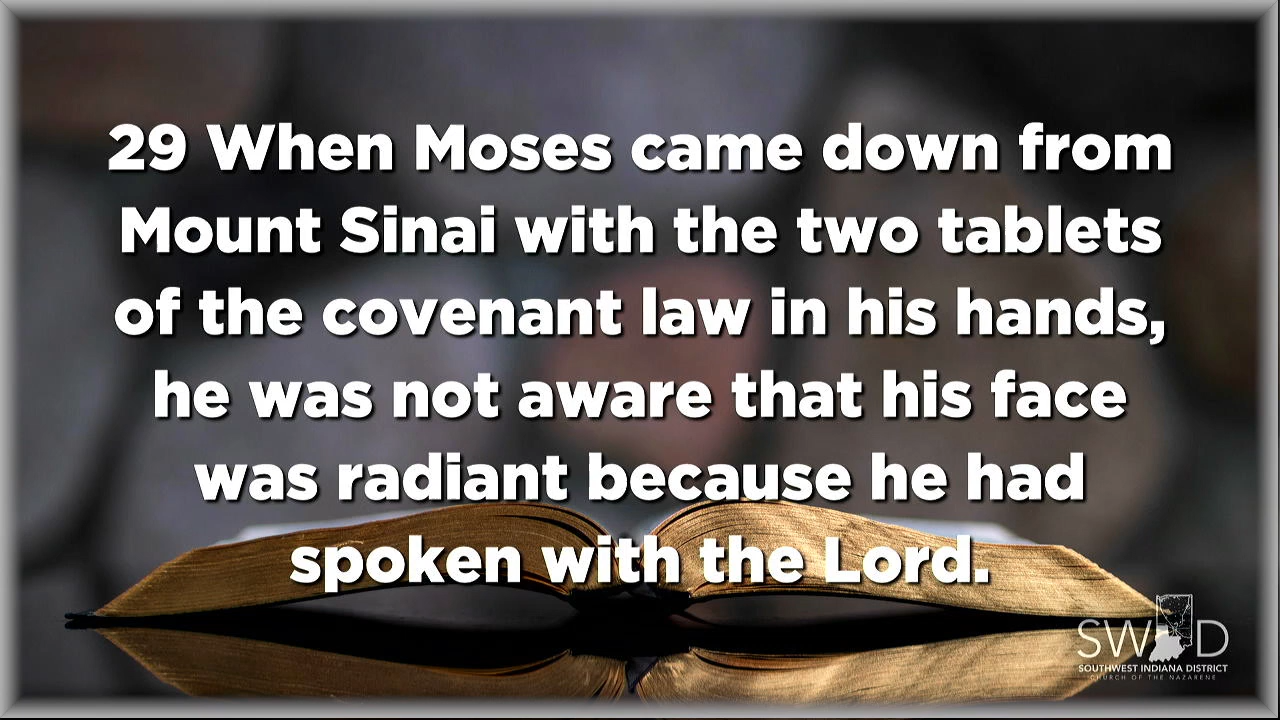 29 When Moses came down from
Mount Sinai with the two tablets
of the covenant law in his hands,
he was not aware that his face
was radiant because he had
spoken with the Lord.
SWID
SOUTHWEST INDIANA DISTRICT
CHURCH OF THE NAZARENE